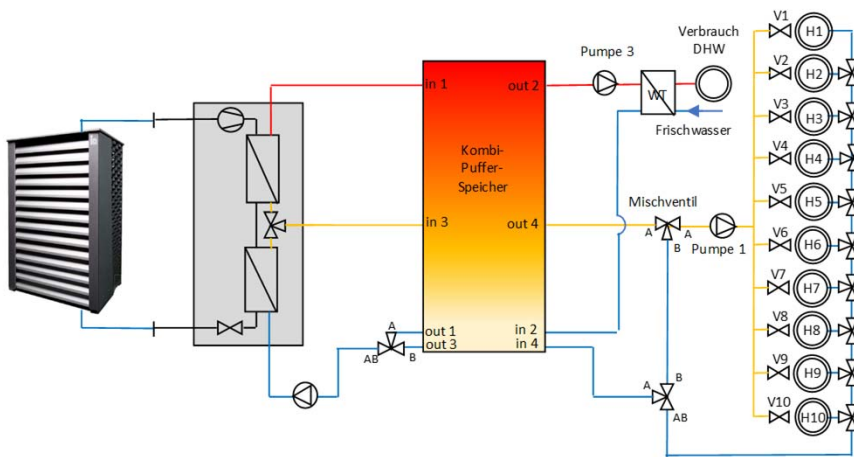 in 1
in 3
out 1
out 3
A
AB
B
Kombi-
Puffer-
Speicher
out 2
out 4
in 2
in 4
Pumpe 3
WT
Verbrauch
DHW
Frischwasser
Mischventil
A
A
B
Pumpe 1
A
B
AB
V1
H1
V2
H2
V3
H3
V4
H4
V5
H5
V6
H6
V7
H7
V8
H8
V9
H9
V10
H10